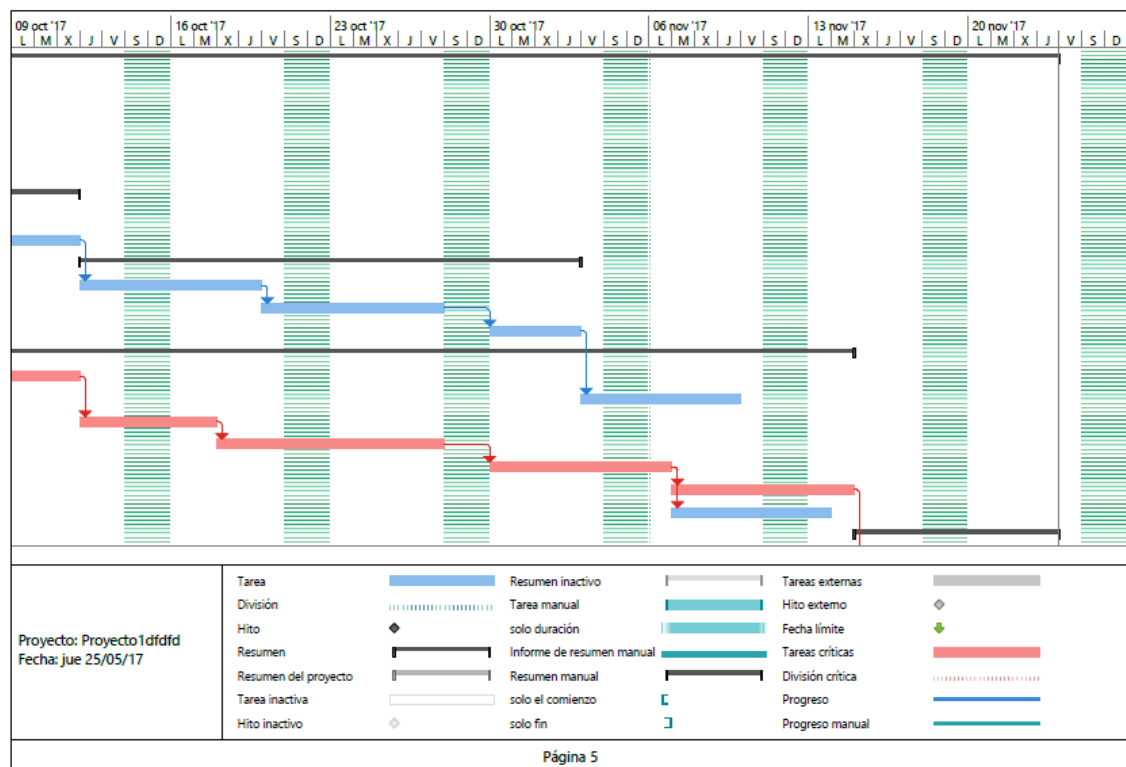 09 oct '17 16 oct '17 23 oct '17 30 oct '17 06 nov '17 13 nov '17 20 nov '17
L M X J V S D L M X J V S D L M X J V S D L M X J V S D L M X J V S D L M X J V S D L M X J V S D
Proyecto: Proyecto1dfdfd
Fecha: jue 25/05/17
Tarea
División
Hito
Resumen
Resumen del proyecto
Tarea inactiva
Hito inactivo
Resumen inactivo
Tarea manual
solo duración
Informe de resumen manual
Resumen manual
solo el comienzo
solo fin
Tareas externas
Hito externo
Fecha límite
Tareas críticas
División crítica
Progreso
Progreso manual
Página 5